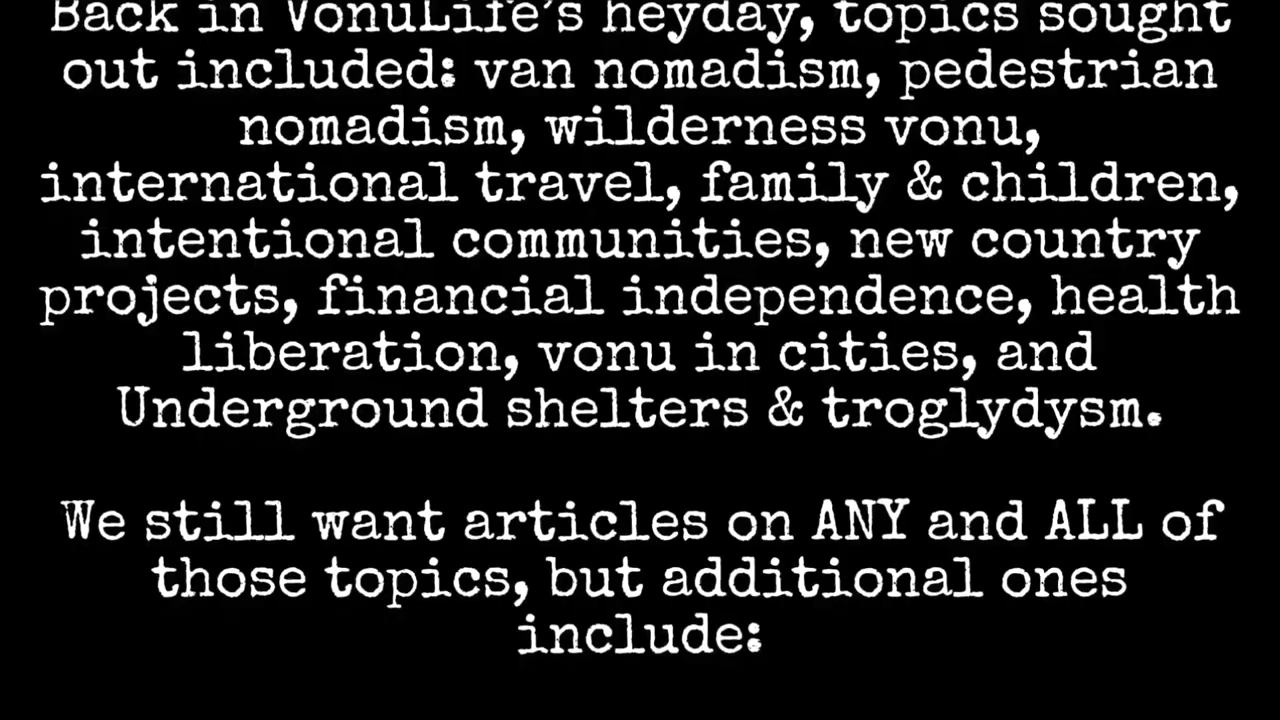 Back in VonuLife's heyday, topics sought
out included: van nomadism, pedestrian
nomadism, wilderness vonu,
international travel, family & children,
intentional communities, new country
projects, financial independence, health
liberation, vonu in cities, and
Underground shelters & troglydysm.
We still want articles on ANY and ALL of
those topics, but additional ones
include: